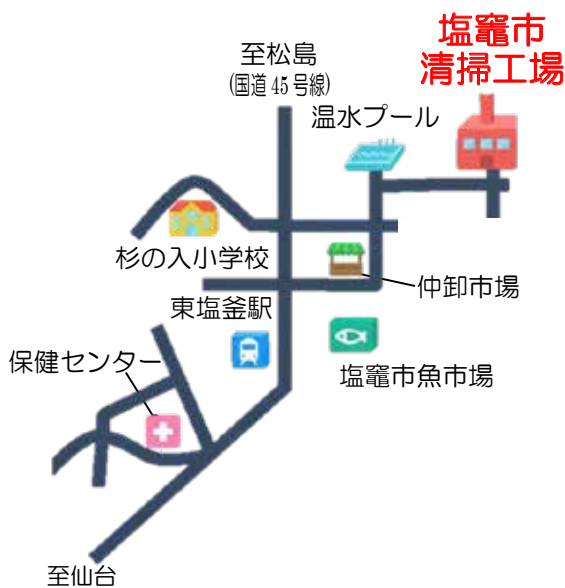 塩竈市
清掃工場
至松島
(国道45号線)
温水プール
杉の入小学校
仲卸市場
東塩釜駅
保健センター
塩竈市魚市場
至仙台